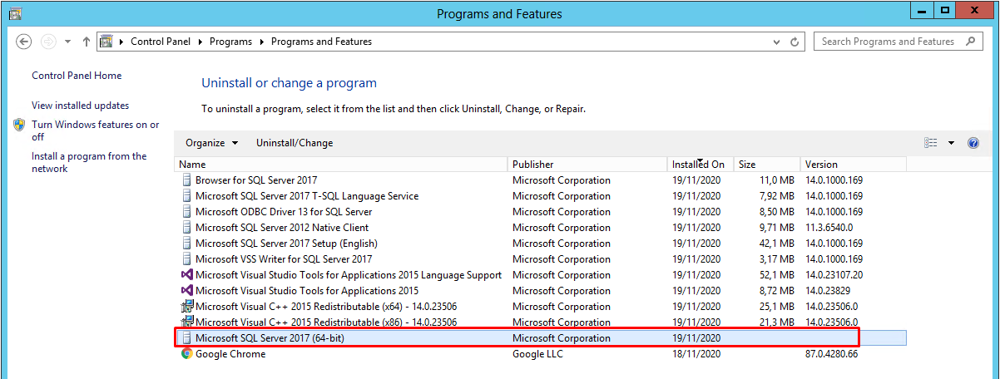 Programs and Features
Control Panel Programs Programs and Features
Search Programs and Features
Control Panel Home
View installed updates
Turn Windows features on or
off
Install a program from the
network
Uninstall or change a program
To uninstall a program, select it from the list and then click Uninstall, Change, or Repair.
Organize Uninstall/Change
Name Publisher Installed On Size Version
Browser for SQL Server 2017 Microsoft Corporation 19/11/2020 11,0 MB 14.0.1000.169
Microsoft SQL Server 2017 T-SQL Language Service Microsoft Corporation 19/11/2020 7,92 MB 14.0.1000.169
Microsoft ODBC Driver 13 for SQL Server Microsoft Corporation 19/11/2020 8,50 MB 14.0.1000.169
Microsoft SQL Server 2012 Native Client Microsoft Corporation 19/11/2020 9,71 MB 11.3.6540.0
Microsoft SQL Server 2017 Setup (English) Microsoft Corporation 19/11/2020 42,1 MB 14.0.1000.169
Microsoft VSS Writer for SQL Server 2017 Microsoft Corporation 19/11/2020 3,17 MB 14.0.1000.169
Microsoft Visual Studio Tools for Applications 2015 Language Support Microsoft Corporation 19/11/2020 52,1 MB 14.0.23107.20
Microsoft Visual Studio Tools for Applications 2015 Microsoft Corporation 19/11/2020 8,72 MB 14.0.23829
Microsoft Visual C++ 2015 Redistributable (x64) - 14.0.23506 Microsoft Corporation 19/11/2020 25,1 MB 14.0.23506.0
Microsoft Visual C++ 2015 Redistributable (x86) - 14.0.23506 Microsoft Corporation 19/11/2020 21,3 MB 14.0.23506.0
Microsoft SQL Server 2017 (64-bit) Microsoft Corporation 19/11/2020
Google Chrome Google LLC 18/11/2020 87.0.4280.66